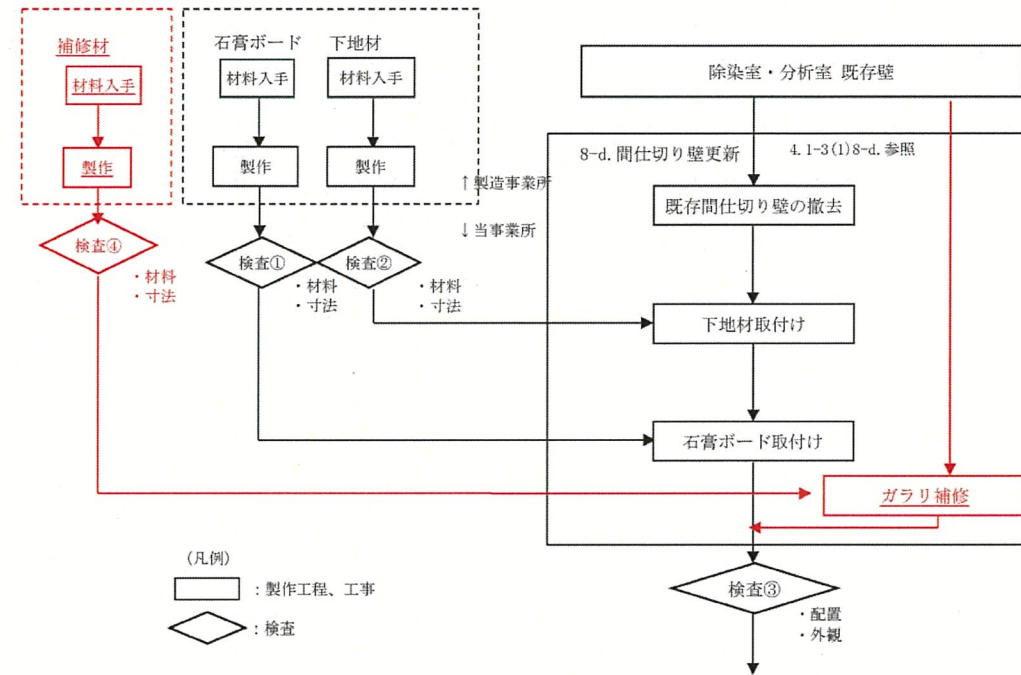 補修材
材料入手
製作
検査④
・材料
・寸法
石膏ボード
下地材
材料入手
材料入手
製作
製作
↑製造事業所
↓当事業所
検査①
検査②
・材料
・寸法
・材料
・寸法
除染室・分析室 既存壁
8-d.間仕切り壁更新
4.1-3(1)8-d.参照
既存間仕切り壁の撤去
下地材取付け
石膏ボード取付け
ガラリ補修
検査③
・配置
・外観
(凡例)
：製作工程、工事
：検査